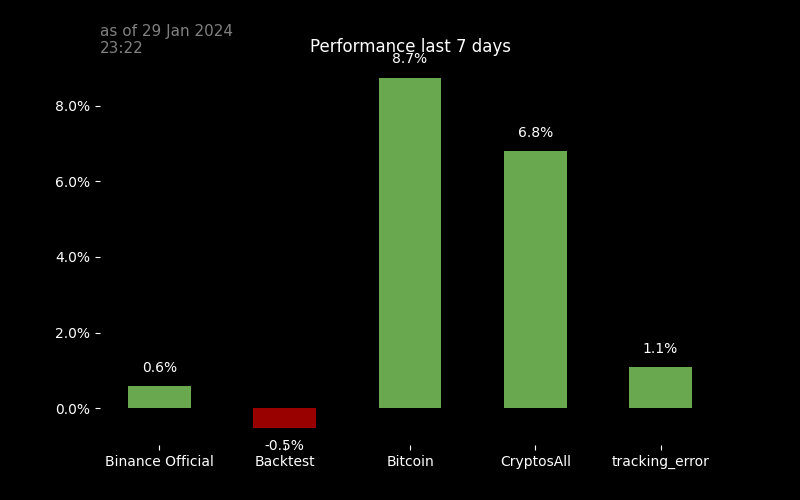 as of 29 Jan 2024
23:22
Performance last 7 days
8.7%
8.0%
6.8%
6.0%
4.0%
2.0%
1.1%
0.6%
0.0%
-0.5%
Binance Official
Backtest
Bitcoin
CryptosAll
tracking_error